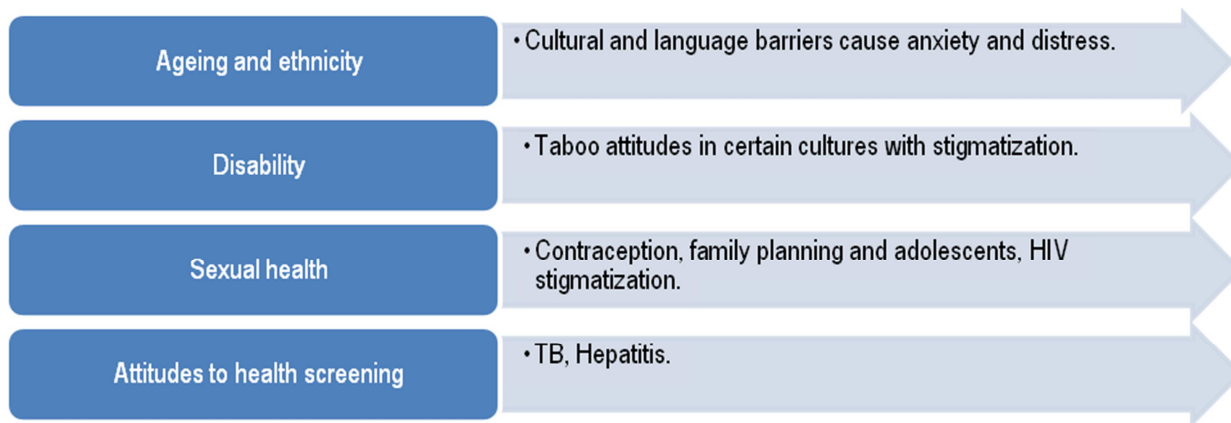 Ageing and ethnicity
• Cultural and language barriers cause anxiety and distress.
Disability
• Taboo attitudes in certain cultures with stigmatization.
Sexual health
• Contraception, family planning and adolescents, HIV
stigmatization.
Attitudes to health screening
• TB, Hepatitis.